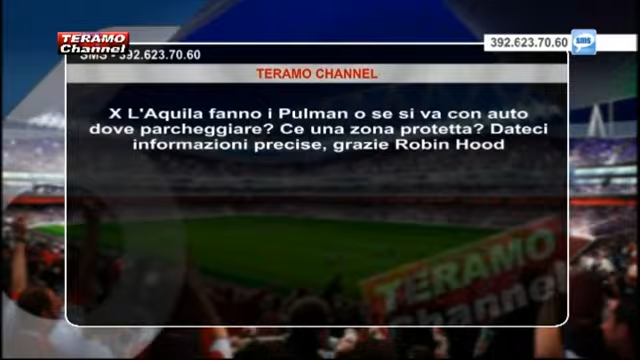 TERAMO
Channel
392.623.70.60
sms
SMS - 392.623.70.60
TERAMO CHANNEL
X L'Aquila fanno i Pulman o se si va con auto
dove parcheggiare? Ce una zona protetta? Dateci
informazioni precise, grazie Robin Hood
TERAMO
Channel